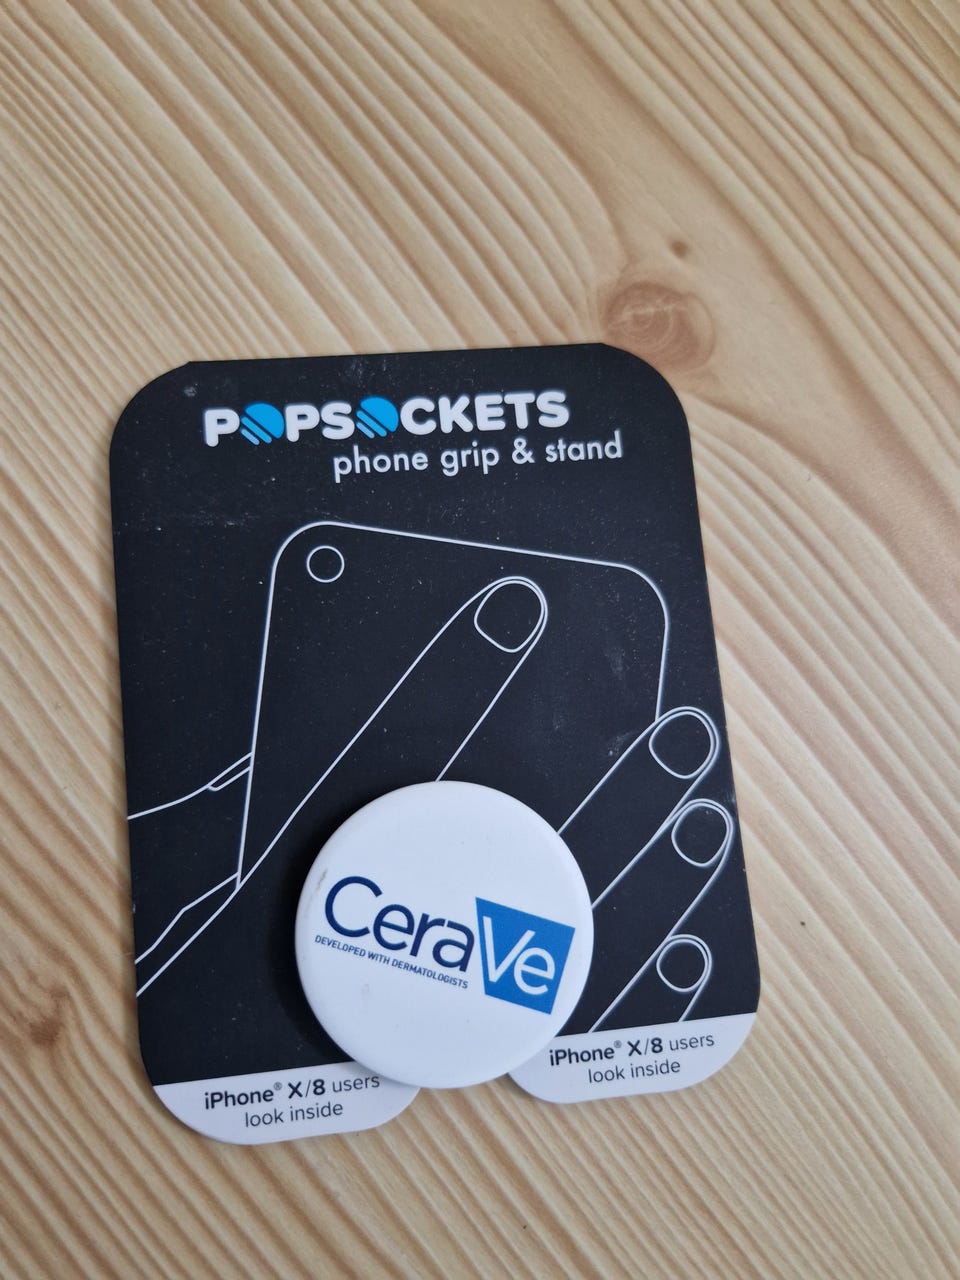 POPSOCKETS
phone grip & stand
CeraVe
DEVELOPED WITH DERMATOLOGISTS
iPhone® X/8 users
look inside
iPhone® X/8 users
look inside